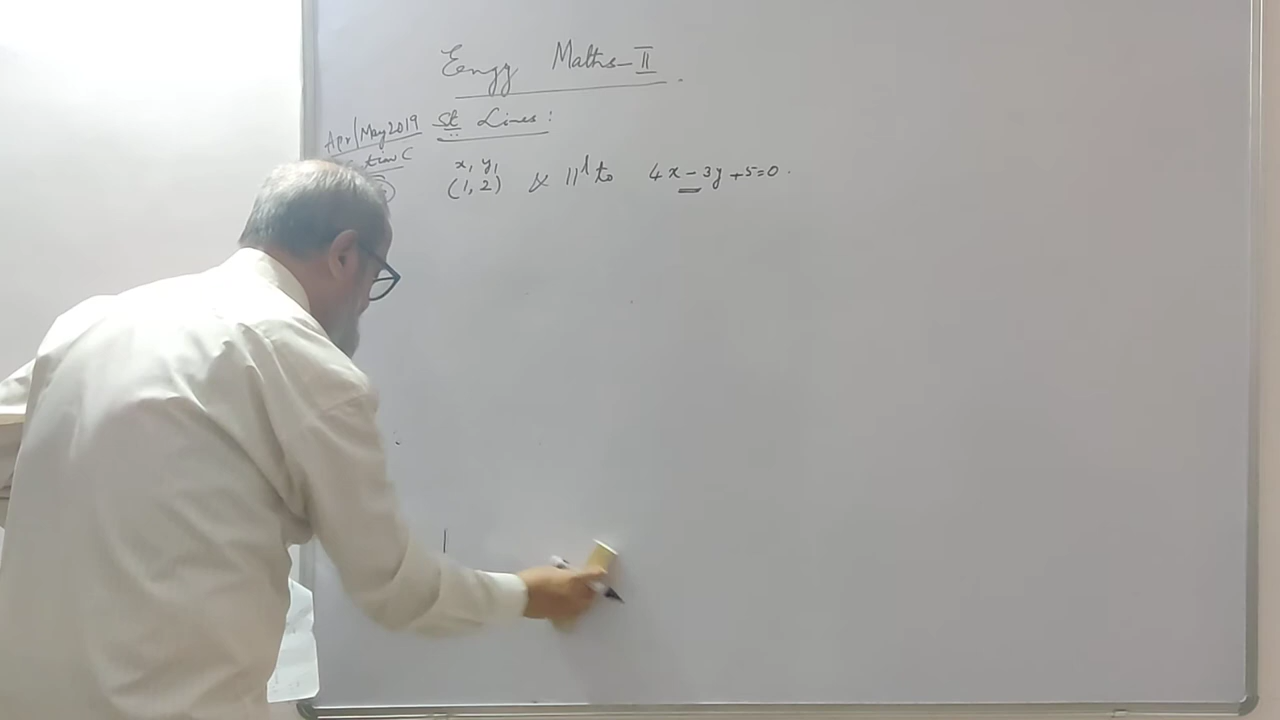 Engg Maths-II
Apr/May 2019 St Lines:
C
x, y,
(1, 2) & 11l to 4x - 3y + 5 = 0.